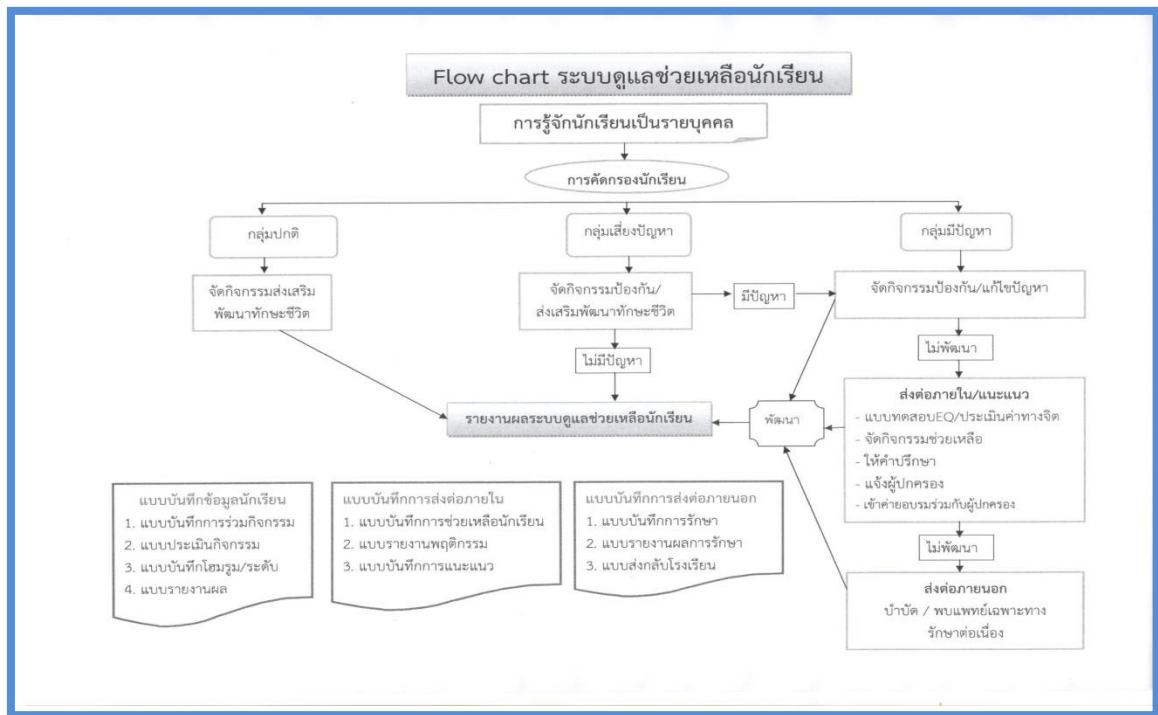 Flow chart ระบบดูแลช่วยเหลือนักเรียน
การรู้จักนักเรียนเป็นรายบุคคล
การคัดกรองนักเรียน
กลุ่มปกติ
กลุ่มเสี่ยงปัญหา
กลุ่มมีปัญหา
จัดกิจกรรมส่งเสริม
พัฒนาทักษะชีวิต
จัดกิจกรรมป้องกัน/
ส่งเสริมพัฒนาทักษะชีวิต
มีปัญหา
จัดกิจกรรมป้องกัน/แก้ไขปัญหา
ไม่มีปัญหา
ไม่พัฒนา
รายงานผลระบบดูแลช่วยเหลือนักเรียน
พัฒนา
ส่งต่อภายใน/แนะแนว
- แบบทดสอบEQ/ประเมินค่าทางจิต
- จัดกิจกรรมช่วยเหลือ
- ให้คำปรึกษา
- แจ้งผู้ปกครอง
- เข้าค่ายอบรมร่วมกับผู้ปกครอง
ไม่พัฒนา
ส่งต่อภายนอก
บำบัด / พบแพทย์เฉพาะทาง
รักษาต่อเนื่อง
แบบบันทึกข้อมูลนักเรียน
1. แบบบันทึกการร่วมกิจกรรม
2. แบบประเมินกิจกรรม
3. แบบบันทึกโฮมรูม/ระดับ
4. แบบรายงานผล
แบบบันทึกการส่งต่อภายใน
1. แบบบันทึกการช่วยเหลือนักเรียน
2. แบบรายงานพฤติกรรม
3. แบบบันทึกการแนะแนว
แบบบันทึกการส่งต่อภายนอก
1. แบบบันทึกการรักษา
2. แบบรายงานผลการรักษา
3. แบบส่งกลับโรงเรียน